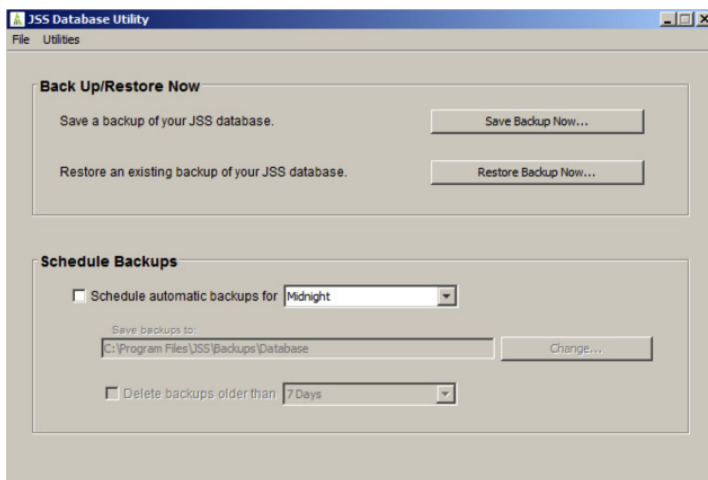 JSS Database Utility
File Utilities
Back Up/Restore Now
Save a backup of your JSS database. Save Backup Now...
Restore an existing backup of your JSS database. Restore Backup Now...
Schedule Backups
Schedule automatic backups for Midnight
Save backups to:
C:\Program Files\JSS\Backups\Database Change...
Delete backups older than 7 Days